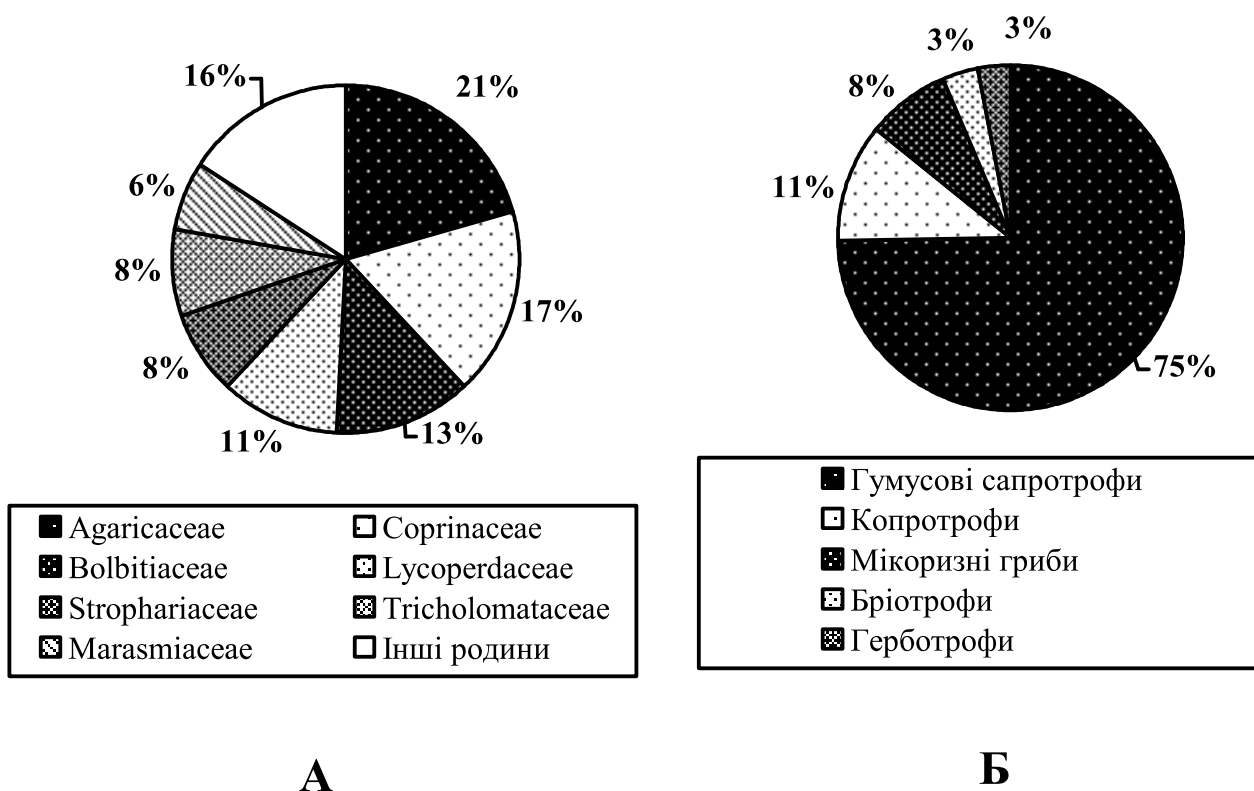 16%
21%
6%
8%
17%
8%
11%
13%
Agaricaceae
Coprinaceae
Bolbitiaceae
Lycoperdaceae
Strophariaceae
Tricholomataceae
Marasmiaceae
Інші родини
А
3%
3%
8%
11%
75%
Гумусові сапротрофи
Копротрофи
Мікоризні гриби
Бріотрофи
Герботрофи
Б